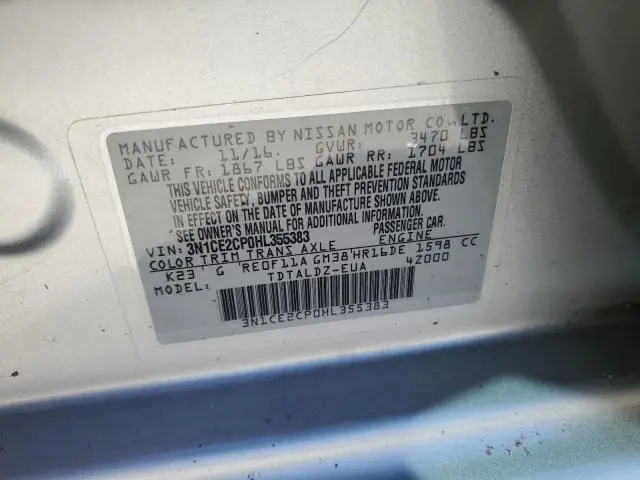 MANUFACTURED BY NISSAN MOTOR CO., LTD.
DATE: 11/16. GVWR: 3470 LBS
GAWR FR: 1867 LBS GAWR RR: 1704 LBS
THIS VEHICLE CONFORMS TO ALL APPLICABLE FEDERAL MOTOR
VEHICLE SAFETY, BUMPER AND THEFT PREVENTION STANDARDS
IN EFFECT ON THE DATE OF MANUFACTURE SHOWN ABOVE.
SEE OWNER'S MANUAL FOR ADDITIONAL INFORMATION.
VIN: 3N1CE2CP0HL355383 PASSENGER CAR.
COLOR TRIM TRANS AXLE ENGINE
K23 G RE0F11A GM38 HR16DE 1598 CC
MODEL: TDTALDZ-EUA 4Z000
3N1CE2CP0HL355383